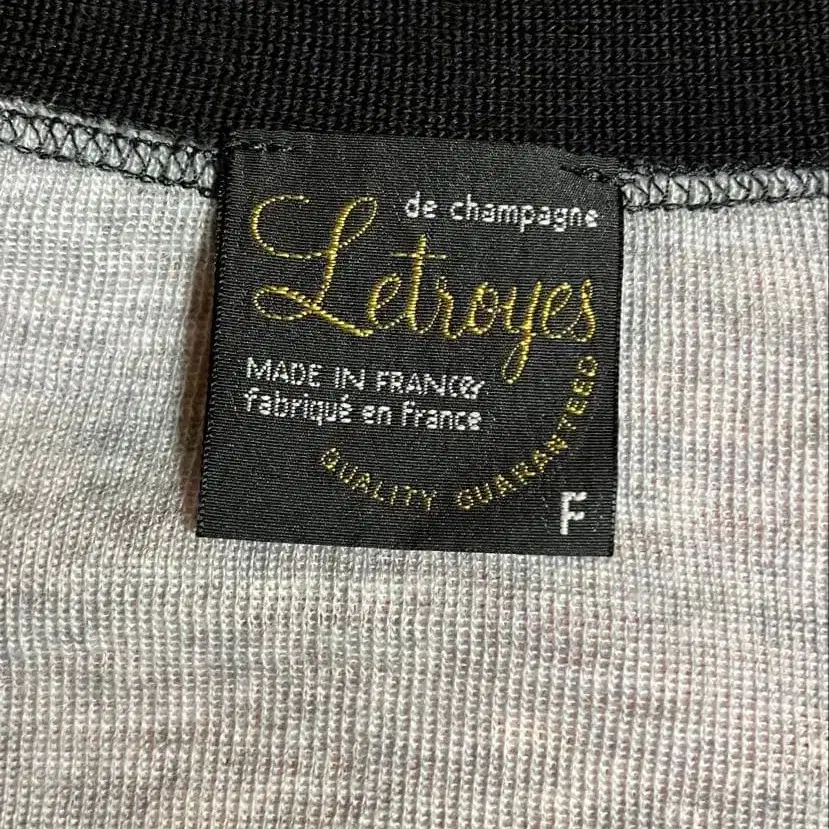 de champagne
Letroyes
MADE IN FRANCE
fabriqué en france
QUALITY GUARANTEED
F